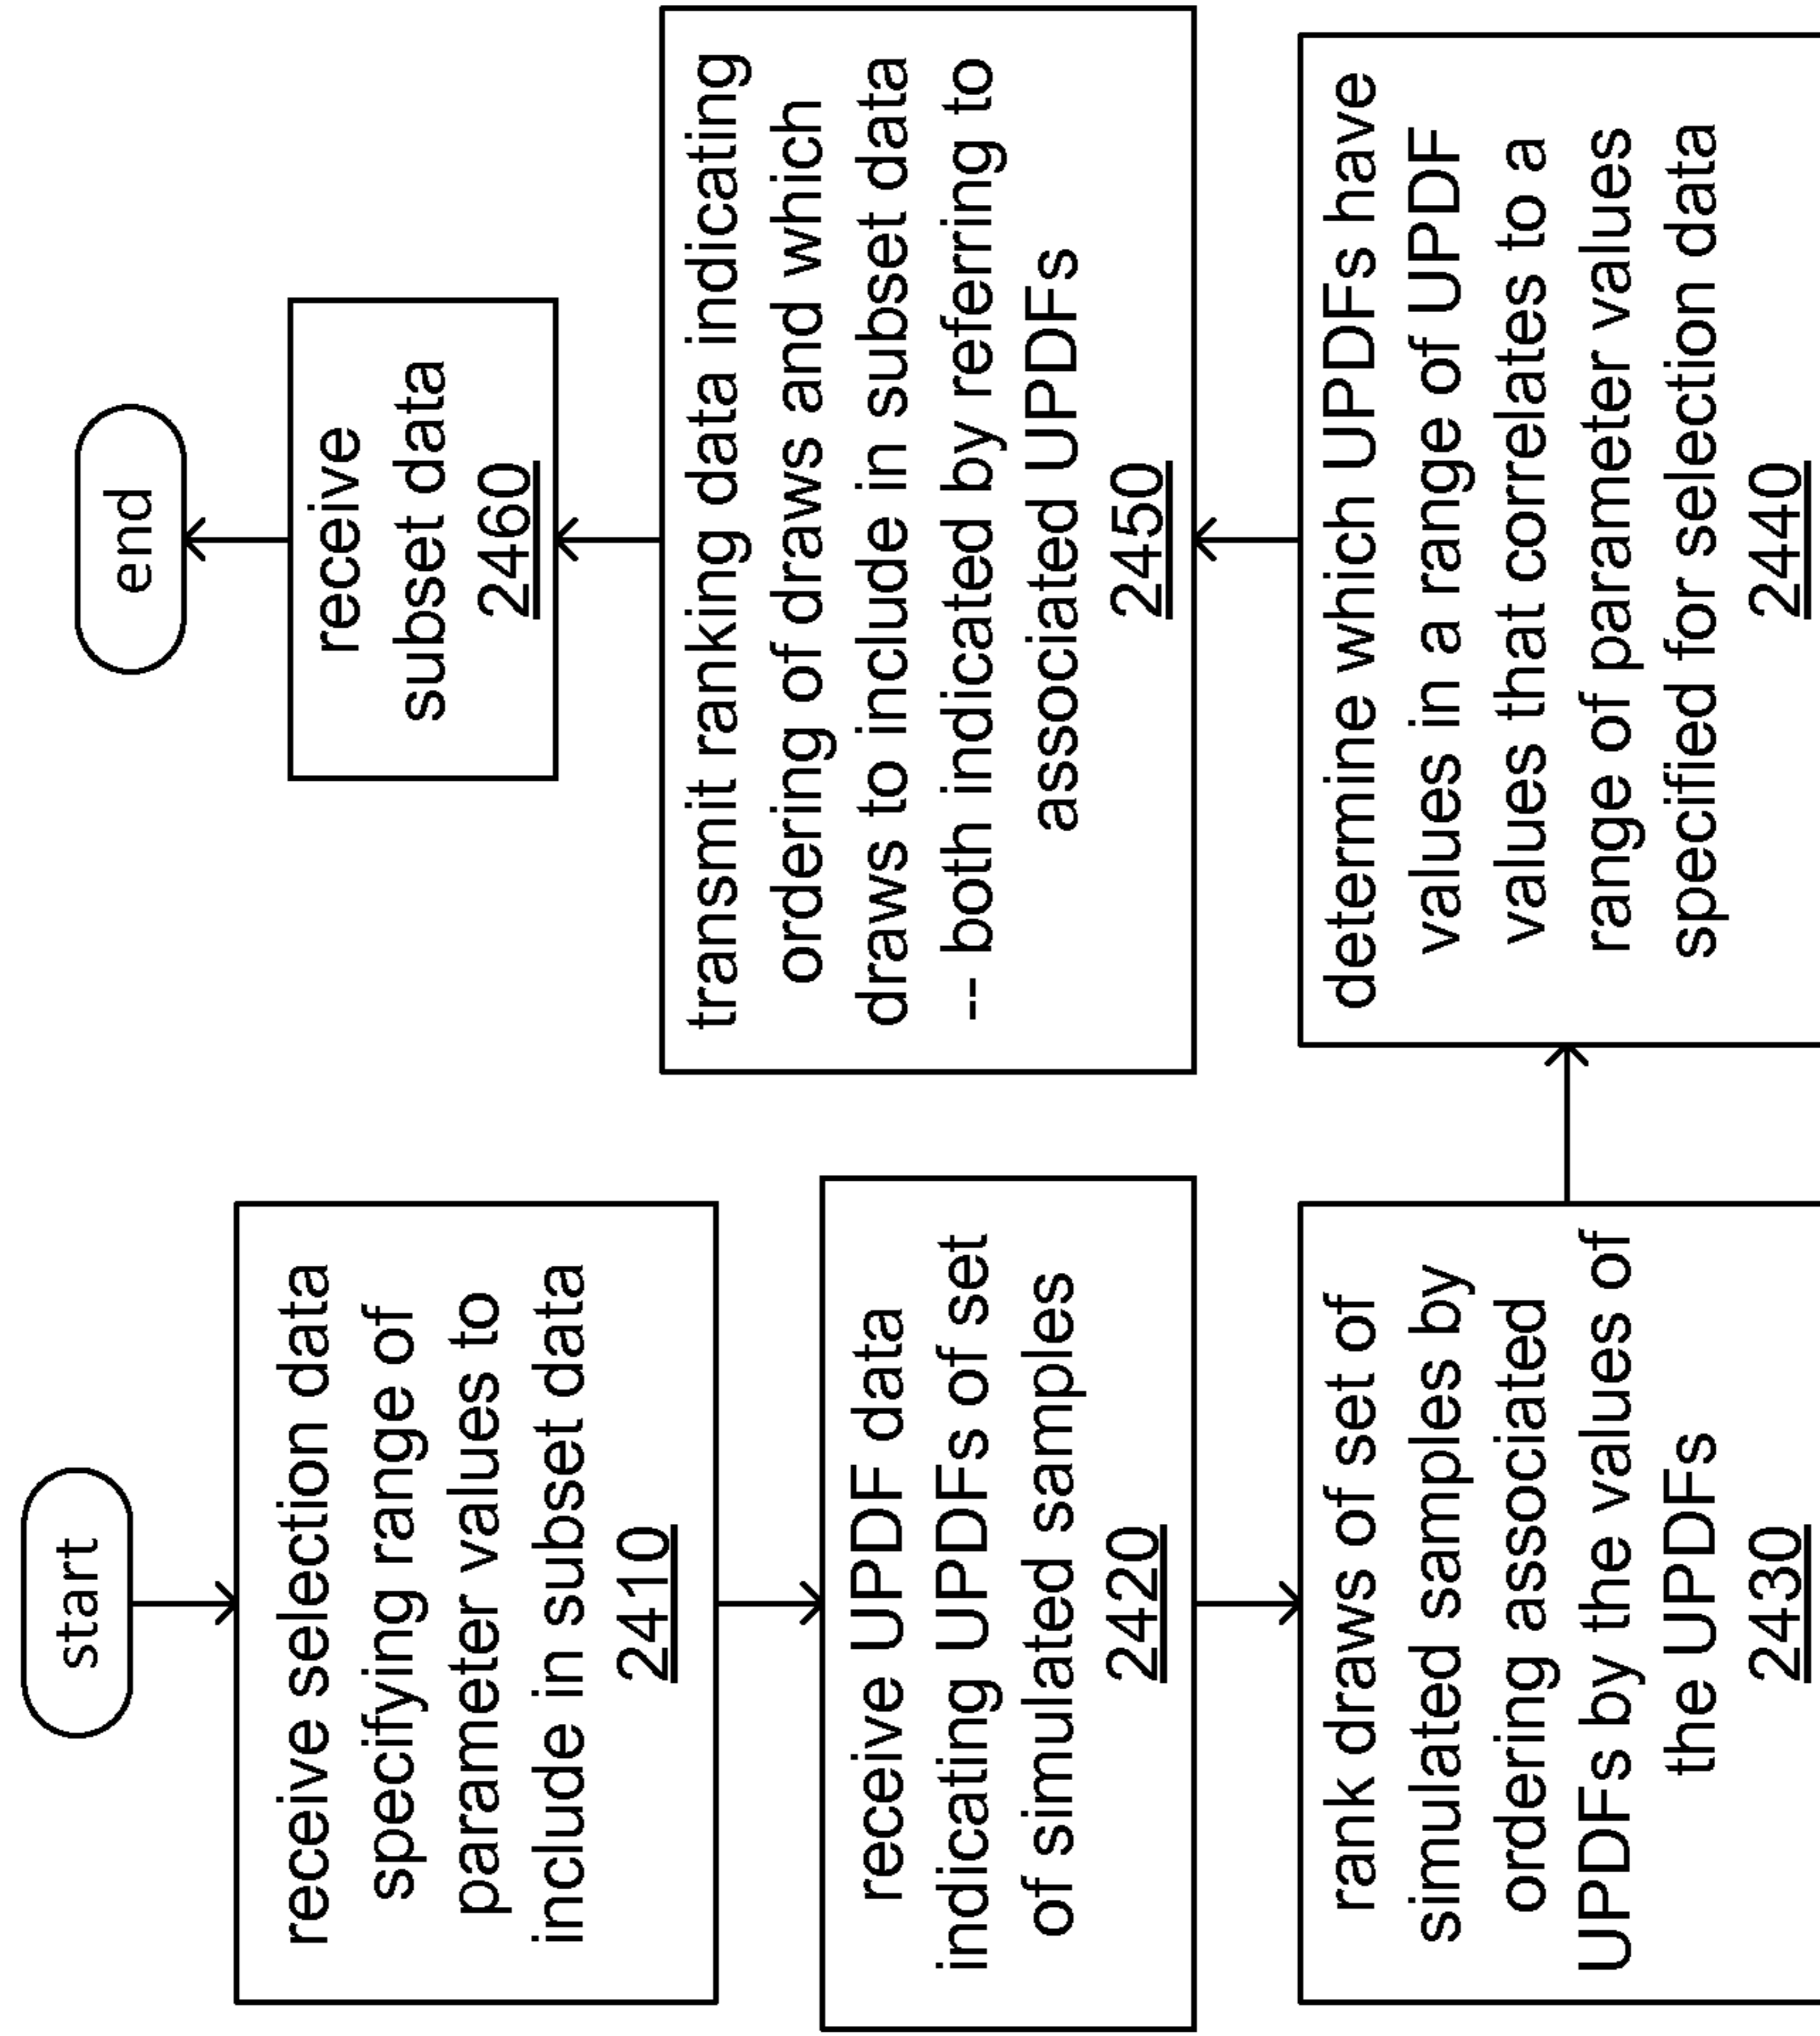 start
receive selection data
specifying range of
parameter values to
include in subset data
2410
receive UPDF data
indicating UPDFs of set
of simulated samples
2420
rank draws of set of
simulated samples by
ordering associated
UPDFs by the values of
the UPDFs
2430
determine which UPDFs have
values in a range of UPDF
values that correlates to a
range of parameter values
specified for selection data
2440
transmit ranking data indicating
ordering of draws and which
draws to include in subset data
-- both indicated by referring to
associated UPDFs
2450
receive
subset data
2460
end